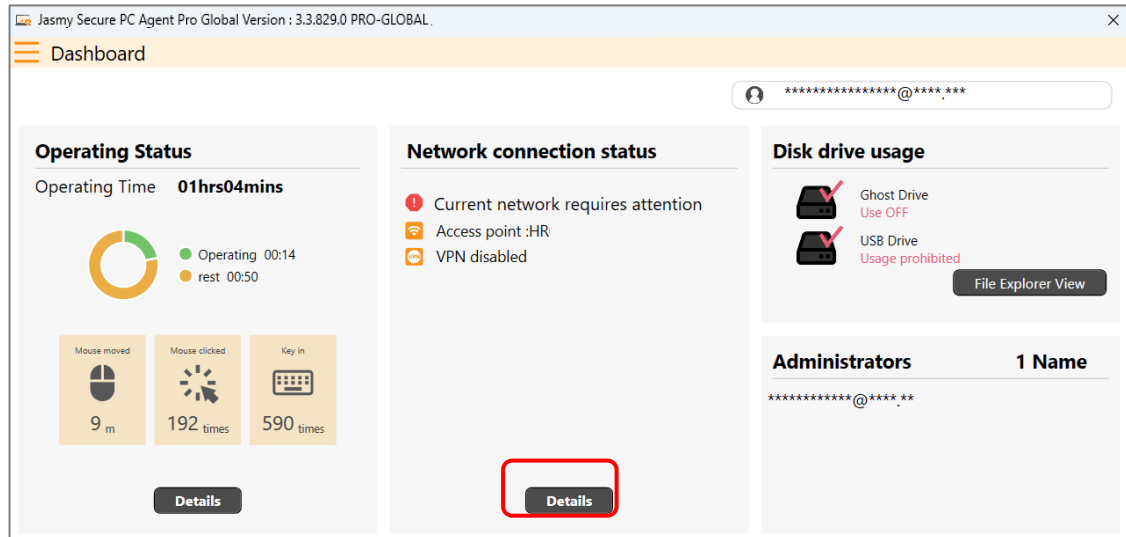 Jasmy Secure PC Agent Pro Global Version : 3.3.829.0 PRO-GLOBAL .
Dashboard
****************@****.***
Operating Status
Operating Time 01hrs04mins
Operating 00:14
rest 00:50
Mouse moved
9 m
Mouse clicked
192 times
Key in
590 times
Details
Network connection status
Current network requires attention
Access point :HR
VPN
VPN disabled
Details
Disk drive usage
Ghost Drive
Use OFF
USB Drive
Usage prohibited
File Explorer View
Administrators 1 Name
************@****.**